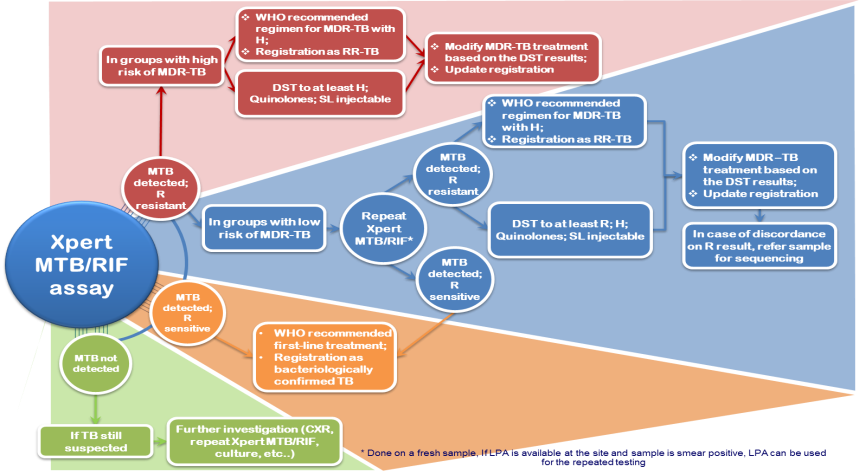 ❖ WHO recommended
regimen for MDR-TB with
H;
❖ Registration as RR-TB
In groups with high
risk of MDR-TB
DST to at least H;
Quinolones; SL injectable
❖ Modify MDR-TB treatment
based on the DST results;
❖ Update registration
MTB
detected;
R
resistant
In groups with low
risk of MDR-TB
Repeat
Xpert
MTB/RIF*
MTB
detected;
R
resistant
❖ WHO recommended
regimen for MDR-TB
with H;
❖ Registration as RR-TB
DST to at least R; H;
Quinolones; SL injectable
❖ Modify MDR–TB
treatment based on
the DST results;
❖ Update registration
In case of discordance
on R result, refer sample
for sequencing
MTB
detected;
R
sensitive
Xpert
MTB/RIF
assay
MTB
detected;
R
sensitive
• WHO recommended
first-line treatment;
• Registration as
bacteriologically
confirmed TB
MTB not
detected
If TB still
suspected
Further investigation (CXR,
repeat Xpert MTB/RIF,
culture, etc..)
* Done on a fresh sample, If LPA is available at the site and sample is smear positive, LPA can be used
for the repeated testing